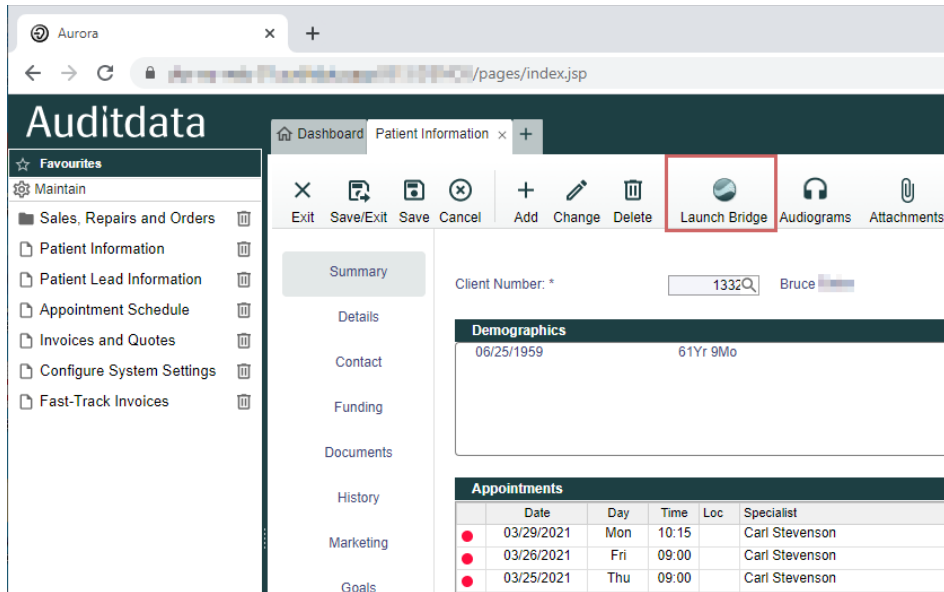 Aurora
/pages/index.jsp
Auditdata
Dashboard Patient Information
Favourites
Maintain
Sales, Repairs and Orders
Patient Information
Patient Lead Information
Appointment Schedule
Invoices and Quotes
Configure System Settings
Fast-Track Invoices
Exit Save/Exit Save Cancel Add Change Delete Launch Bridge Audiograms Attachments
Summary
Details
Contact
Funding
Documents
History
Marketing
Goals
Client Number: * 1332 Bruce
Demographics
06/25/1959 61Yr 9Mo
Appointments
Date Day Time Loc Specialist
03/29/2021 Mon 10:15 Carl Stevenson
03/26/2021 Fri 09:00 Carl Stevenson
03/25/2021 Thu 09:00 Carl Stevenson